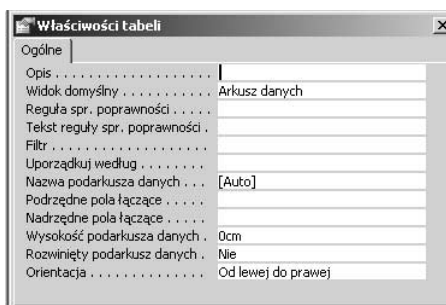 Właściwości tabeli
Ogólne
Opis . . . . . . . . . . . . . . . . . . . .
Widok domyślny . . . . . . . . . . . Arkusz danych
Reguła spr. poprawności . . . . .
Tekst reguły spr. poprawności .
Filtr . . . . . . . . . . . . . . . . . . . .
Uporządkuj według . . . . . . . .
Nazwa podarkusza danych . . . [Auto]
Podrzędne pola łączące . . . . .
Nadrzędne pola łączące . . . . .
Wysokość podarkusza danych . 0cm
Rozwinięty podarkusz danych . Nie
Orientacja . . . . . . . . . . . . . . Od lewej do prawej